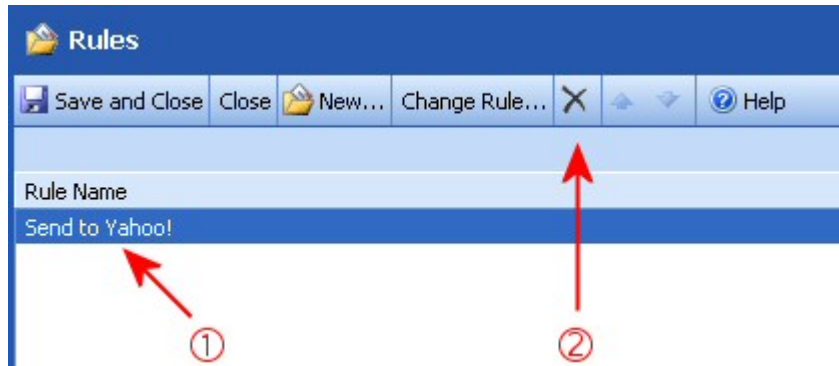 Rules
Save and Close Close New... Change Rule... Help
Rule Name
Send to Yahoo!
① ②